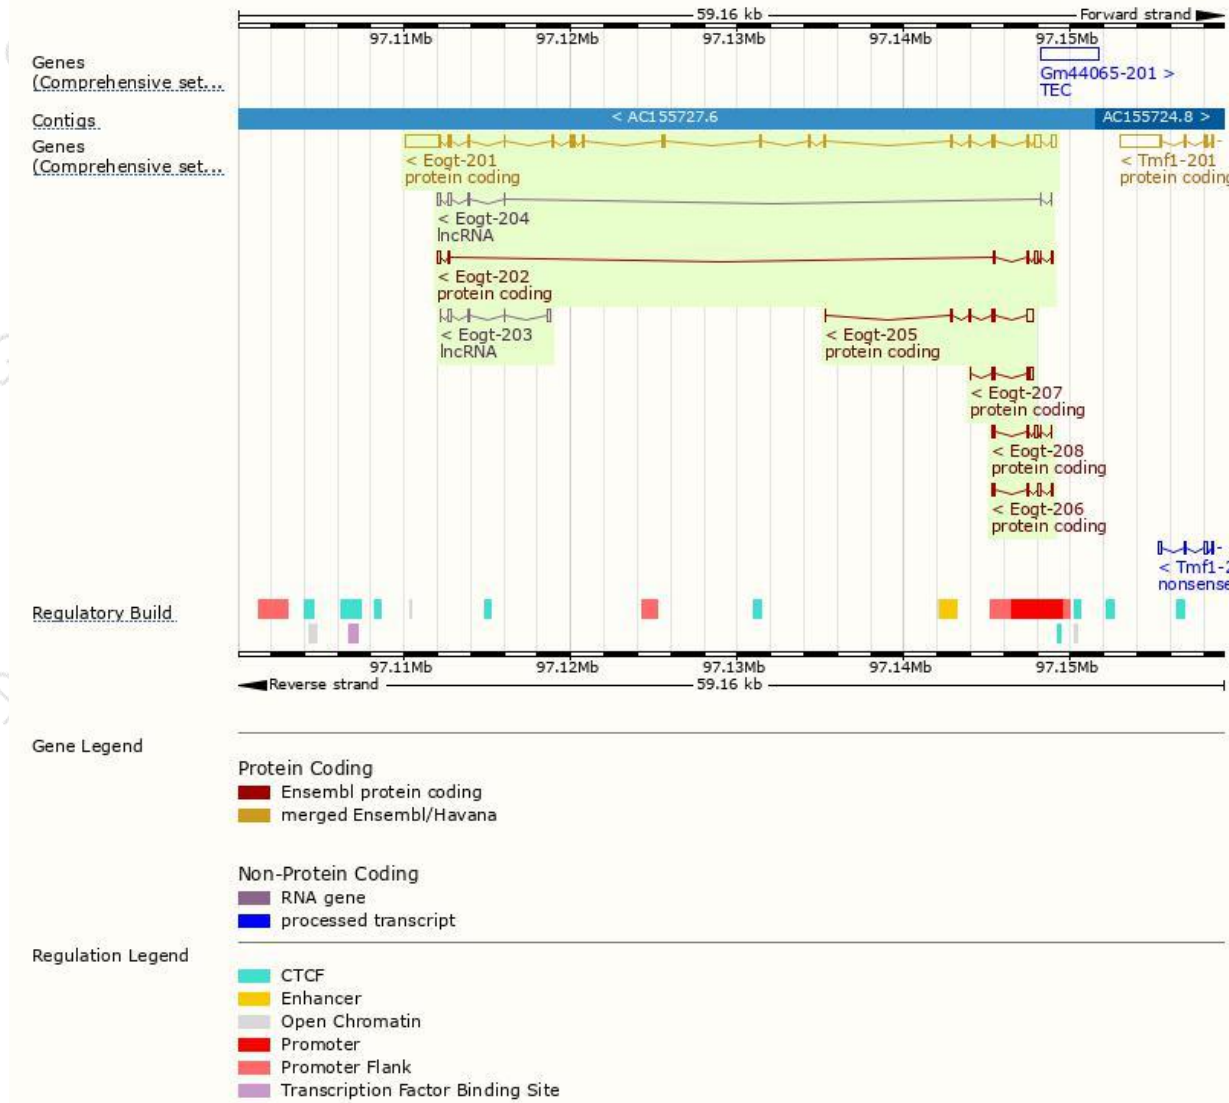 59.16 kb
Forward strand
97.11Mb 97.12Mb 97.13Mb 97.14Mb 97.15Mb
Genes
(Comprehensive set...
Gm44065-201 >
TEC
Contigs
< AC155727.6
AC155724.8 >
Genes
(Comprehensive set...
< Eogt-201
protein coding
< Tmf1-201
protein coding
< Eogt-204
lncRNA
< Eogt-202
protein coding
< Eogt-203
lncRNA
< Eogt-205
protein coding
< Eogt-207
protein coding
< Eogt-208
protein coding
< Eogt-206
protein coding
< Tmf1-2
nonsense
Regulatory Build
97.11Mb 97.12Mb 97.13Mb 97.14Mb 97.15Mb
Reverse strand
59.16 kb
Gene Legend
Protein Coding
Ensembl protein coding
merged Ensembl/Havana
Non-Protein Coding
RNA gene
processed transcript
Regulation Legend
CTCF
Enhancer
Open Chromatin
Promoter
Promoter Flank
Transcription Factor Binding Site